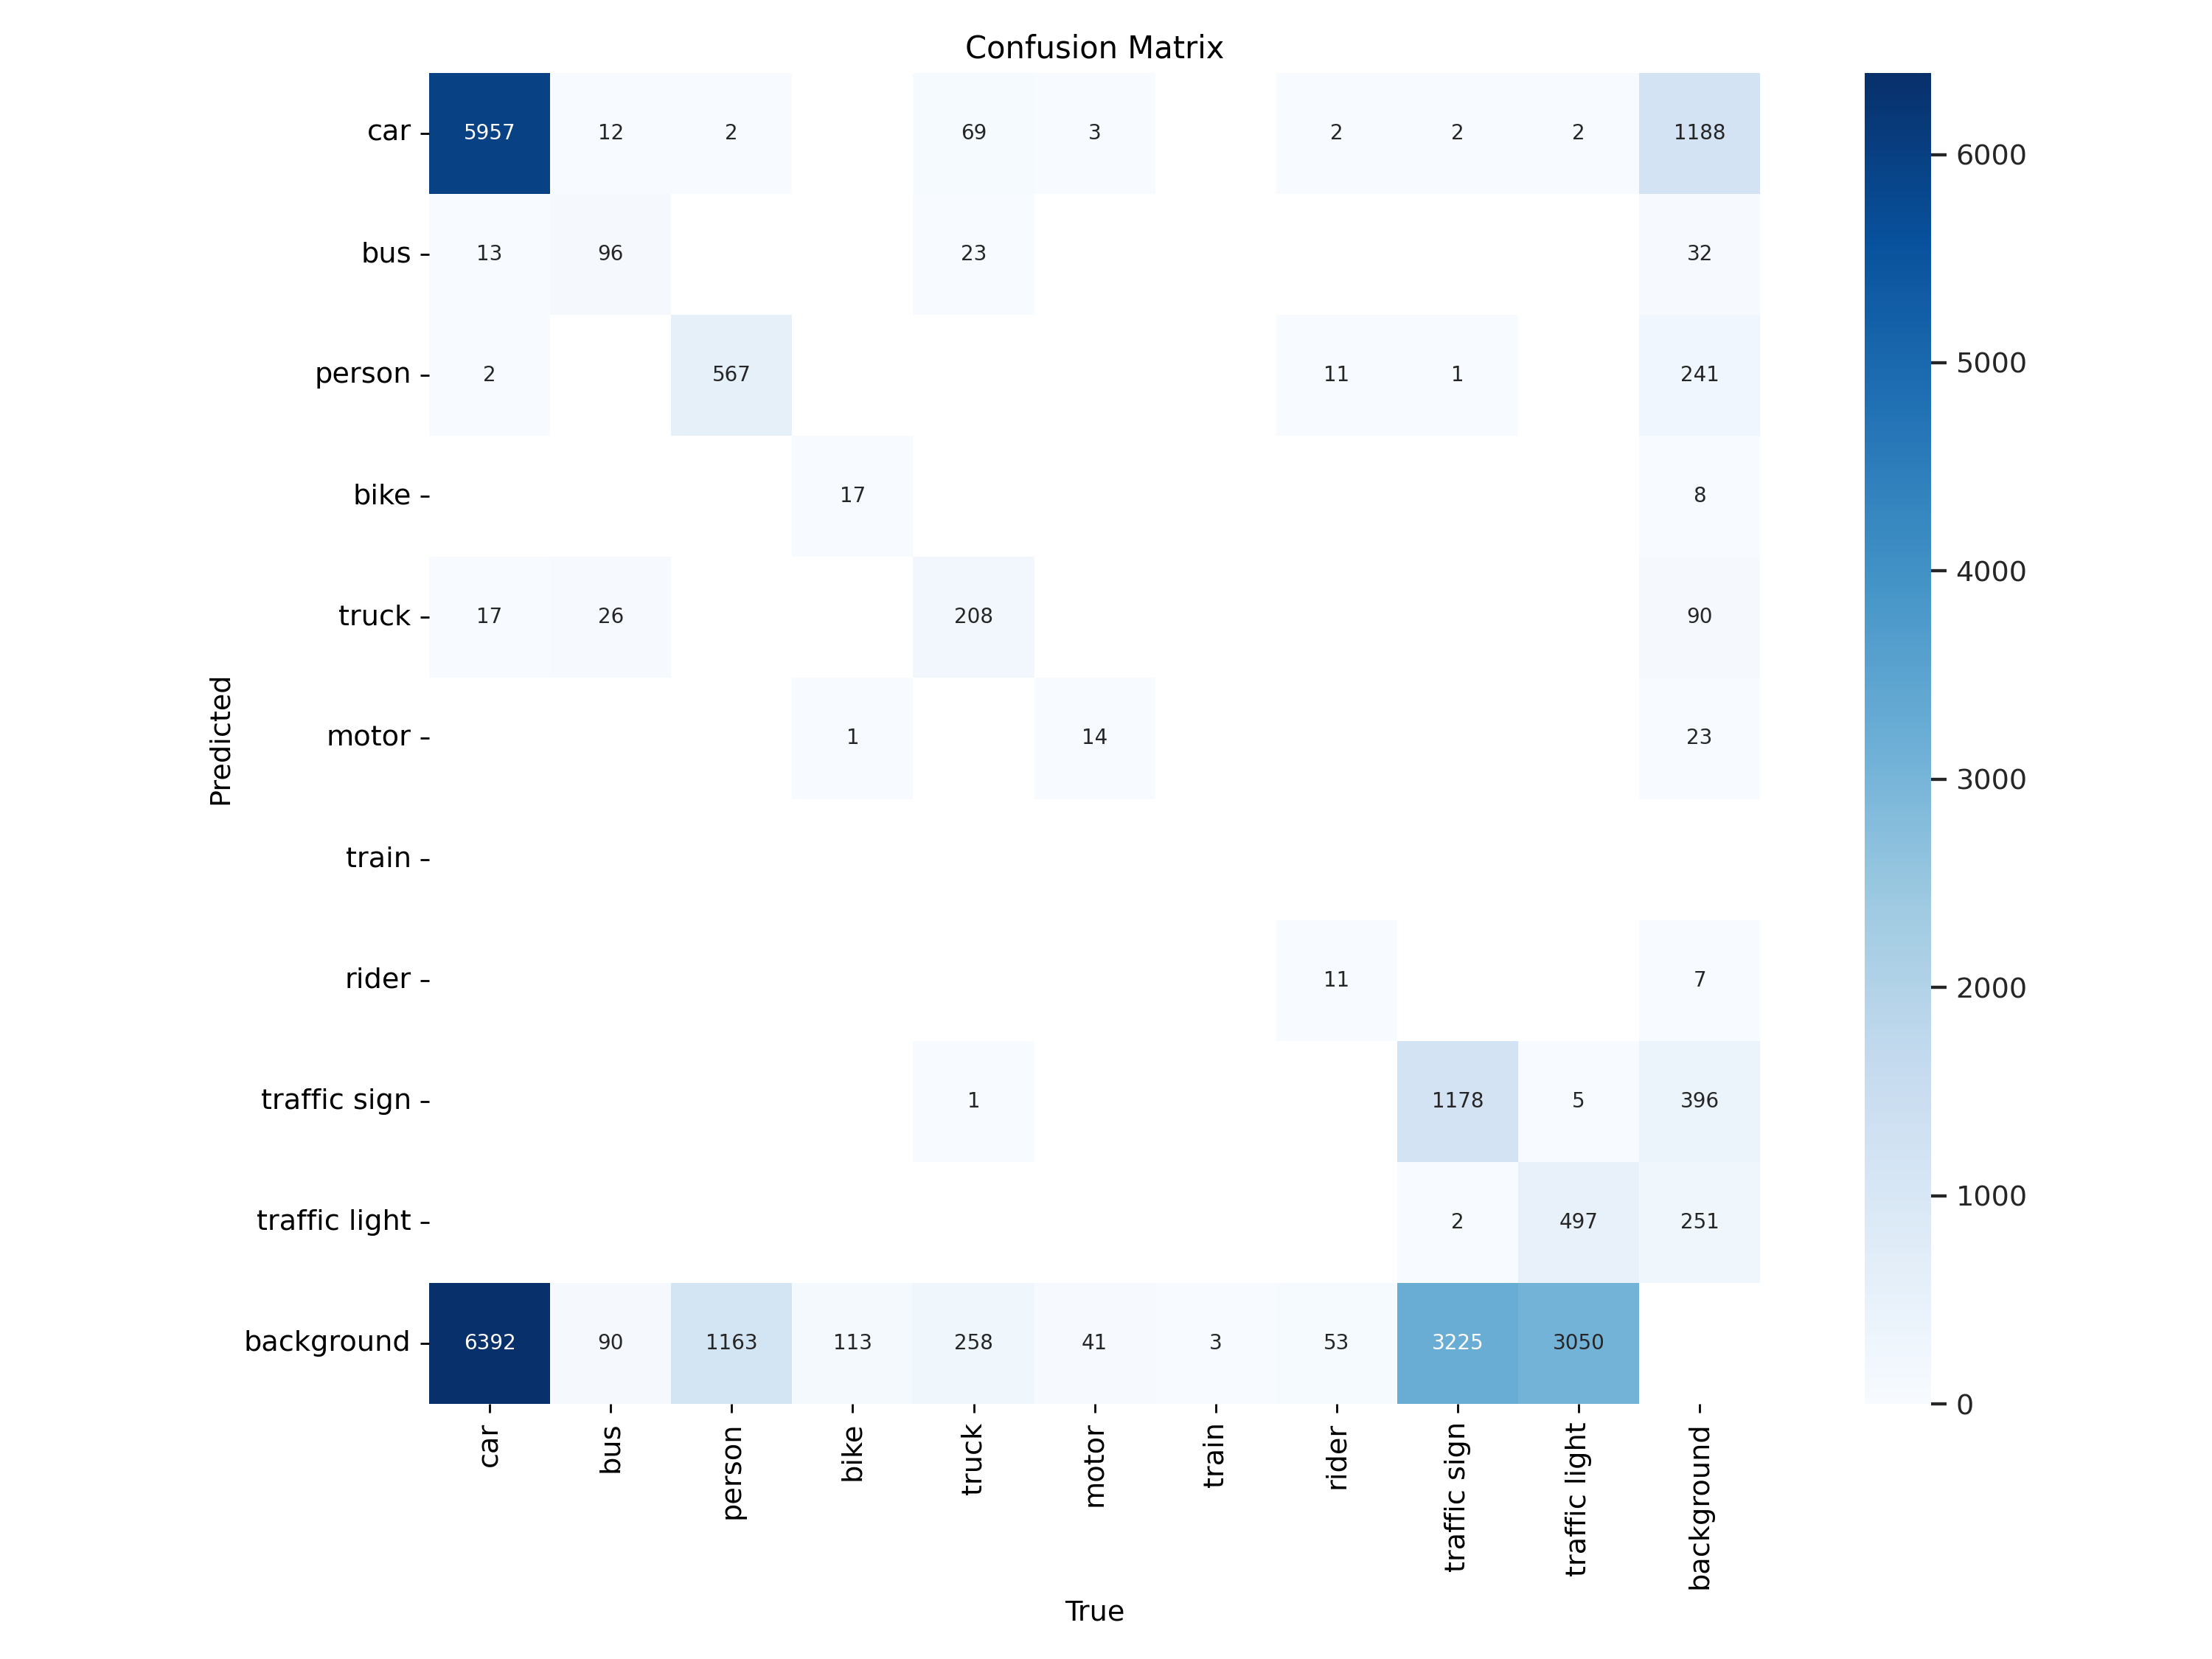 Confusion Matrix
car 5957 12 2 69 3 2 2 2 1188
bus 13 96 23 32
person 2 567 11 1 241
bike 17 8
truck 17 26 208 90
motor 1 14 23
train
rider 11 7
traffic sign 1 1178 5 396
traffic light 2 497 251
background 6392 90 1163 113 258 41 3 53 3225 3050
Predicted
car bus person bike truck motor train rider traffic sign traffic light background
True
6000
5000
4000
3000
2000
1000
0